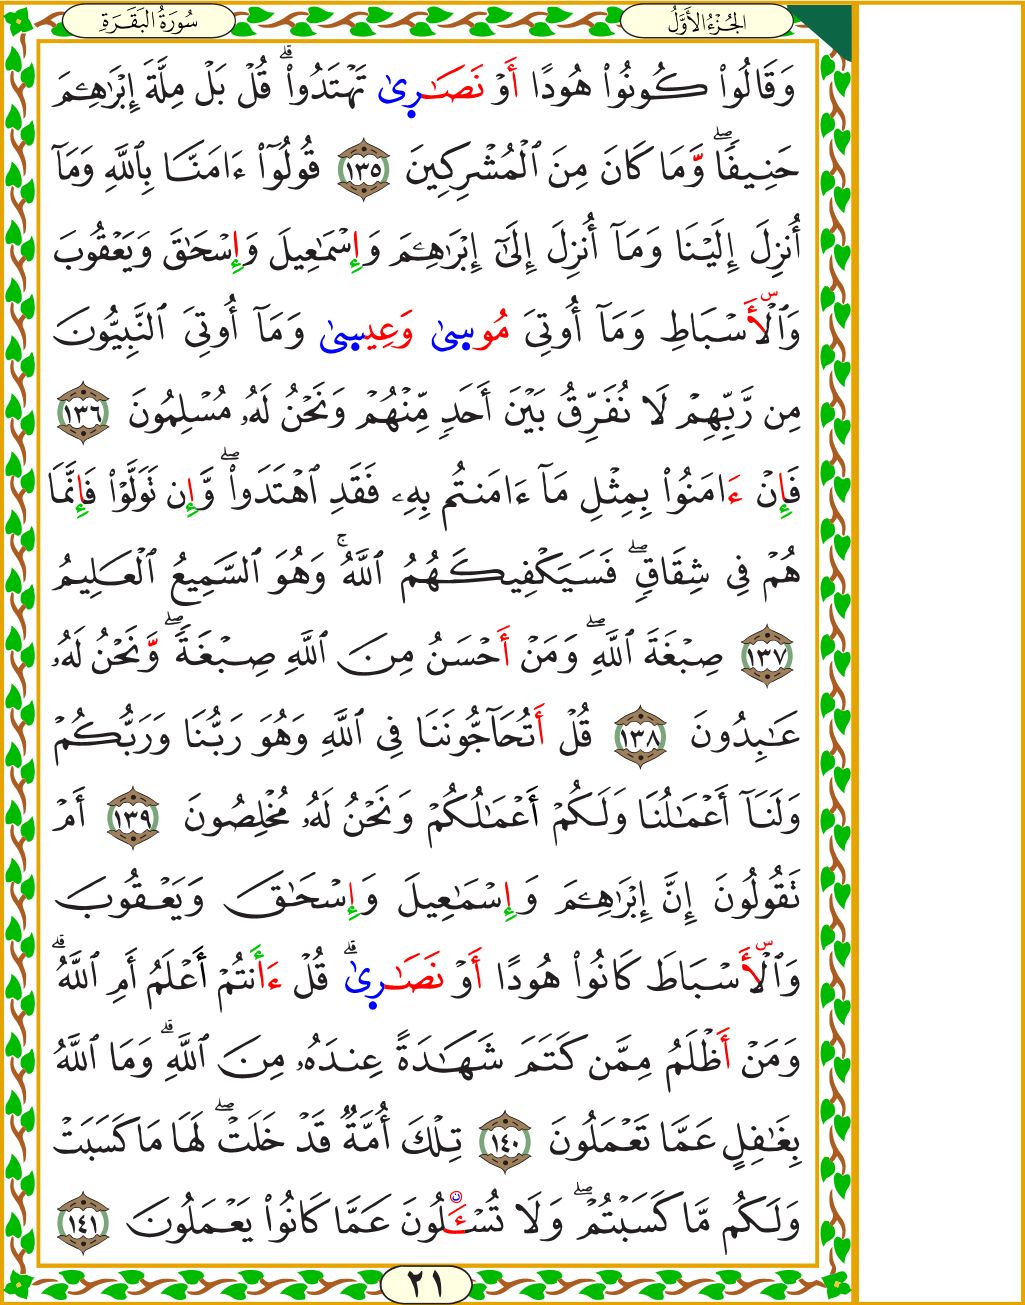 سُورَةُ البَقَرَةِ
الجُزْءُ الأَوَّلُ
وَقَالُواْ كُونُواْ هُودًا أَوْ نَصَـٰرِىٰ تَهْتَدُواْ ۗ قُلْ بَلْ مِلَّةَ إِبْرَٰهِـۧمَ
حَنِيفًا ۖ وَّمَا كَانَ مِنَ ٱلْمُشْرِكِينَ ١٣٥ قُولُوٓاْ ءَامَنَّـا بِٱللَّهِ وَمَآ
أُنزِلَ إِلَيْنَا وَمَآ أُنزِلَ إِلَىٰٓ إِبْرَٰهِـۧمَ وَإِسْمَـٰعِيلَ وَإِسْحَـٰقَ وَيَعْقُوبَ
وَٱلْأَسْبَاطِ وَمَآ أُوتِىَ مُوسِىٰ وَعِيسِىٰ وَمَآ أُوتِىَ ٱلنَّبِيُّونَ
مِن رَّبِّهِمْ لَا نُفَرِّقُ بَيْنَ أَحَدٍ مِّنْهُمْ وَنَحْنُ لَهُۥ مُسْلِمُونَ ١٣٦
فَإِنْ ءَامَنُواْ بِمِثْلِ مَآ ءَامَنتُم بِهِۦ فَقَدِ ٱهْتَدَواْ ۖ وَّإِن تَوَلَّوْاْ فَإِنَّمَا
هُمْ فِى شِقَاقٍ ۖ فَسَيَكْفِيكَهُمُ ٱللَّهُ ۚ وَهُوَ ٱلسَّمِيعُ ٱلْعَـلِيمُ
١٣٧ صِبْغَةَ ٱللَّهِ ۖ وَمَنْ أَحْسَنُ مِنَ ٱللَّهِ صِبْغَةً ۖ وَّنَحْنُ لَهُۥ
عَـٰبِدُونَ ١٣٨ قُلْ أَتُحَآجُّونَنَا فِى ٱللَّهِ وَهُوَ رَبُّنَا وَرَبُّكُمْ
وَلَنَآ أَعْمَـٰلُنَا وَلَكُمْ أَعْمَـٰلُكُمْ وَنَحْنُ لَهُۥ مُخْلِصُونَ ١٣٩ أَمْ
تَقُولُونَ إِنَّ إِبْرَٰهِـۧمَ وَإِسْمَـٰعِيلَ وَإِسْحَـٰقَ وَيَعْقُوبَ
وَٱلْأَسْبَاطَ كَانُواْ هُودًا أَوْ نَصَـٰرِىٰ ۗ قُلْ ءَأَنتُمْ أَعْلَمُ أَمِ ٱللَّهُ ۗ
وَمَنْ أَظْلَمُ مِمَّن كَتَمَ شَهَـٰدَةً عِندَهُۥ مِنَ ٱللَّهِ ۗ وَمَا ٱللَّهُ
بِغَـٰفِلٍ عَمَّا تَعْمَلُونَ ١٤٠ تِلْكَ أُمَّةٌ قَدْ خَلَتْ ۖ لَهَا مَا كَسَبَتْ
وَلَكُم مَّا كَسَبْتُمْ ۖ وَلَا تُسْـَٔلُونَ عَمَّا كَانُواْ يَعْمَلُونَ ١٤١
٢١